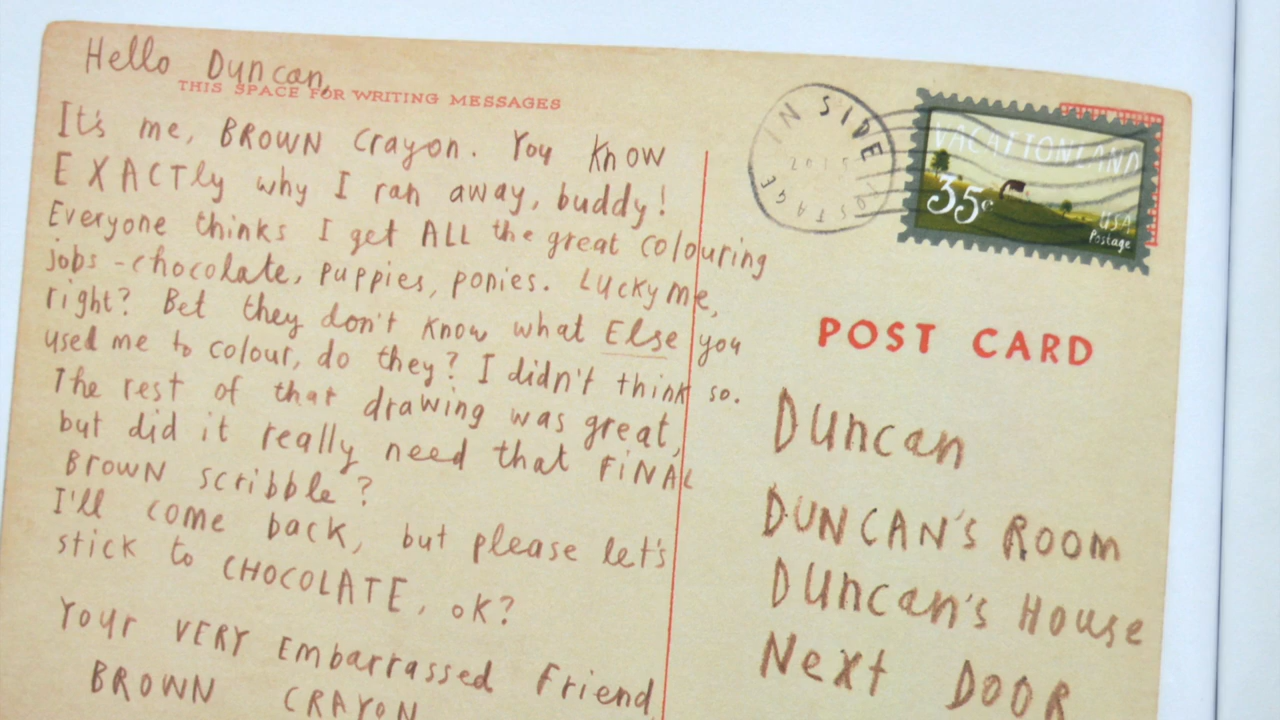 Hello Duncan,
THIS SPACE FOR WRITING MESSAGES
It's me, BROWN Crayon. You know
EXACTly why I ran away, buddy!
Everyone thinks I get ALL the great colouring
jobs - chocolate, puppies, ponies. Lucky me,
right? Bet they don't know what Else you
used me to colour, do they? I didn't think so.
The rest of that drawing was great,
but did it really need that FiNAL
BROWN scribble?
I'll come back, but please let's
stick to CHOCOLATE, OK?
Your VERY Embarrassed Friend,
BROWN CRAYON
IN SIDE
2015
POSTAGE
VACATIONLAND
35¢
USA
Postage
POST CARD
Duncan
DUNCAN'S Room
Duncan's House
Next DOOR